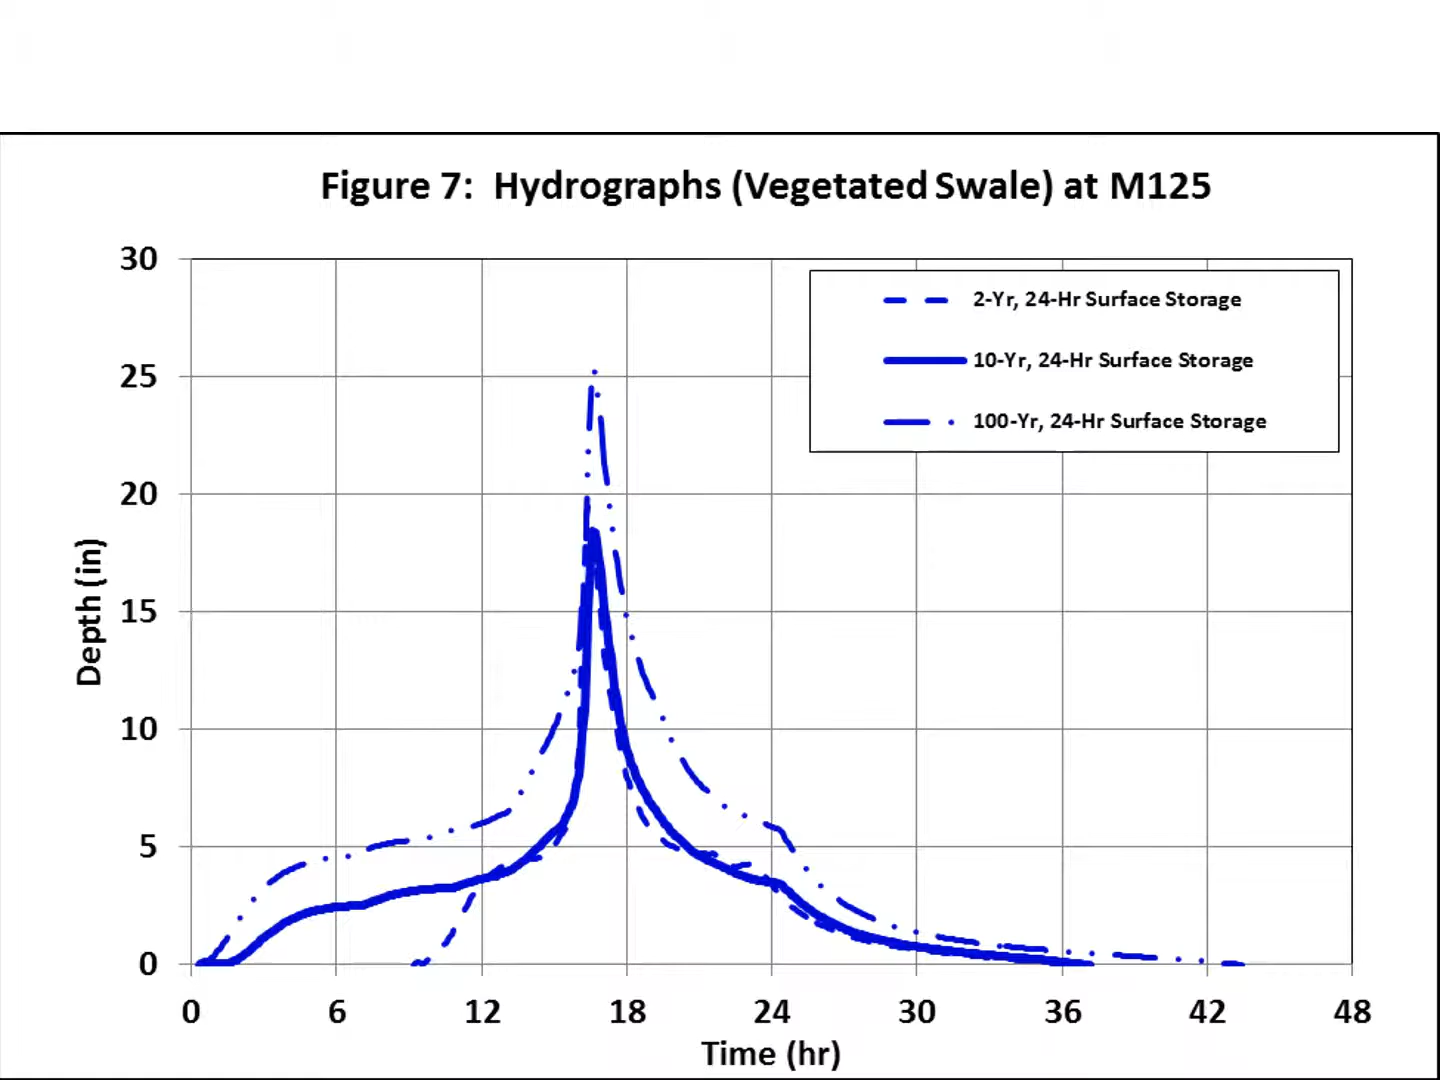 Figure 7: Hydrographs (Vegetated Swale) at M125
30
25
20
15
10
5
0
Depth (in)
2-Yr, 24-Hr Surface Storage
10-Yr, 24-Hr Surface Storage
100-Yr, 24-Hr Surface Storage
0 6 12 18 24 30 36 42 48
Time (hr)